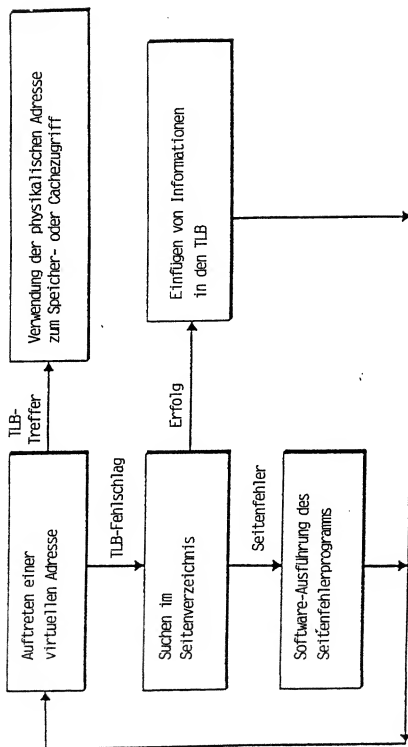 Auftreten einer
virtuellen Adresse
TLB-
Treffer
Verwendung der physikalischen Adresse
zum Speicher- oder Cachezugriff
TLB-Fehlschlag
Suchen im
Seitenverzeichnis
Erfolg
Einfügen von Informationen
in den TLB
Seitenfehler
Software-Ausführung des
Seitenfehlerprogramms